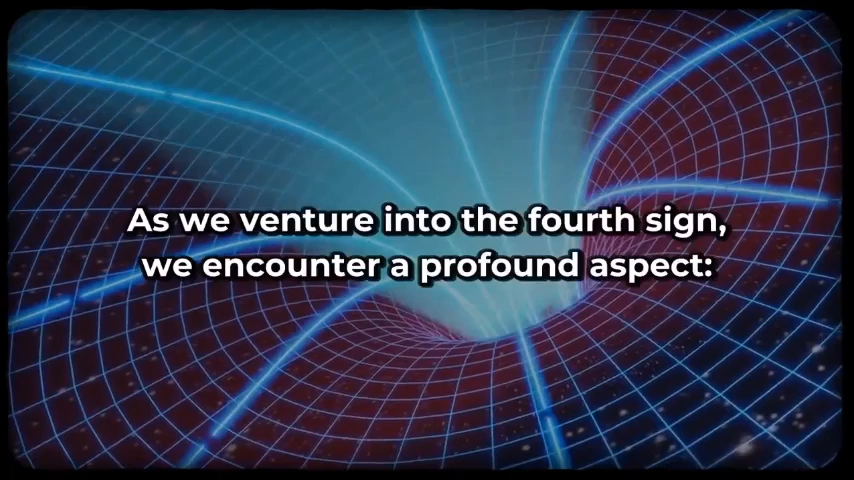 As we venture into the fourth sign,
we encounter a profound aspect: